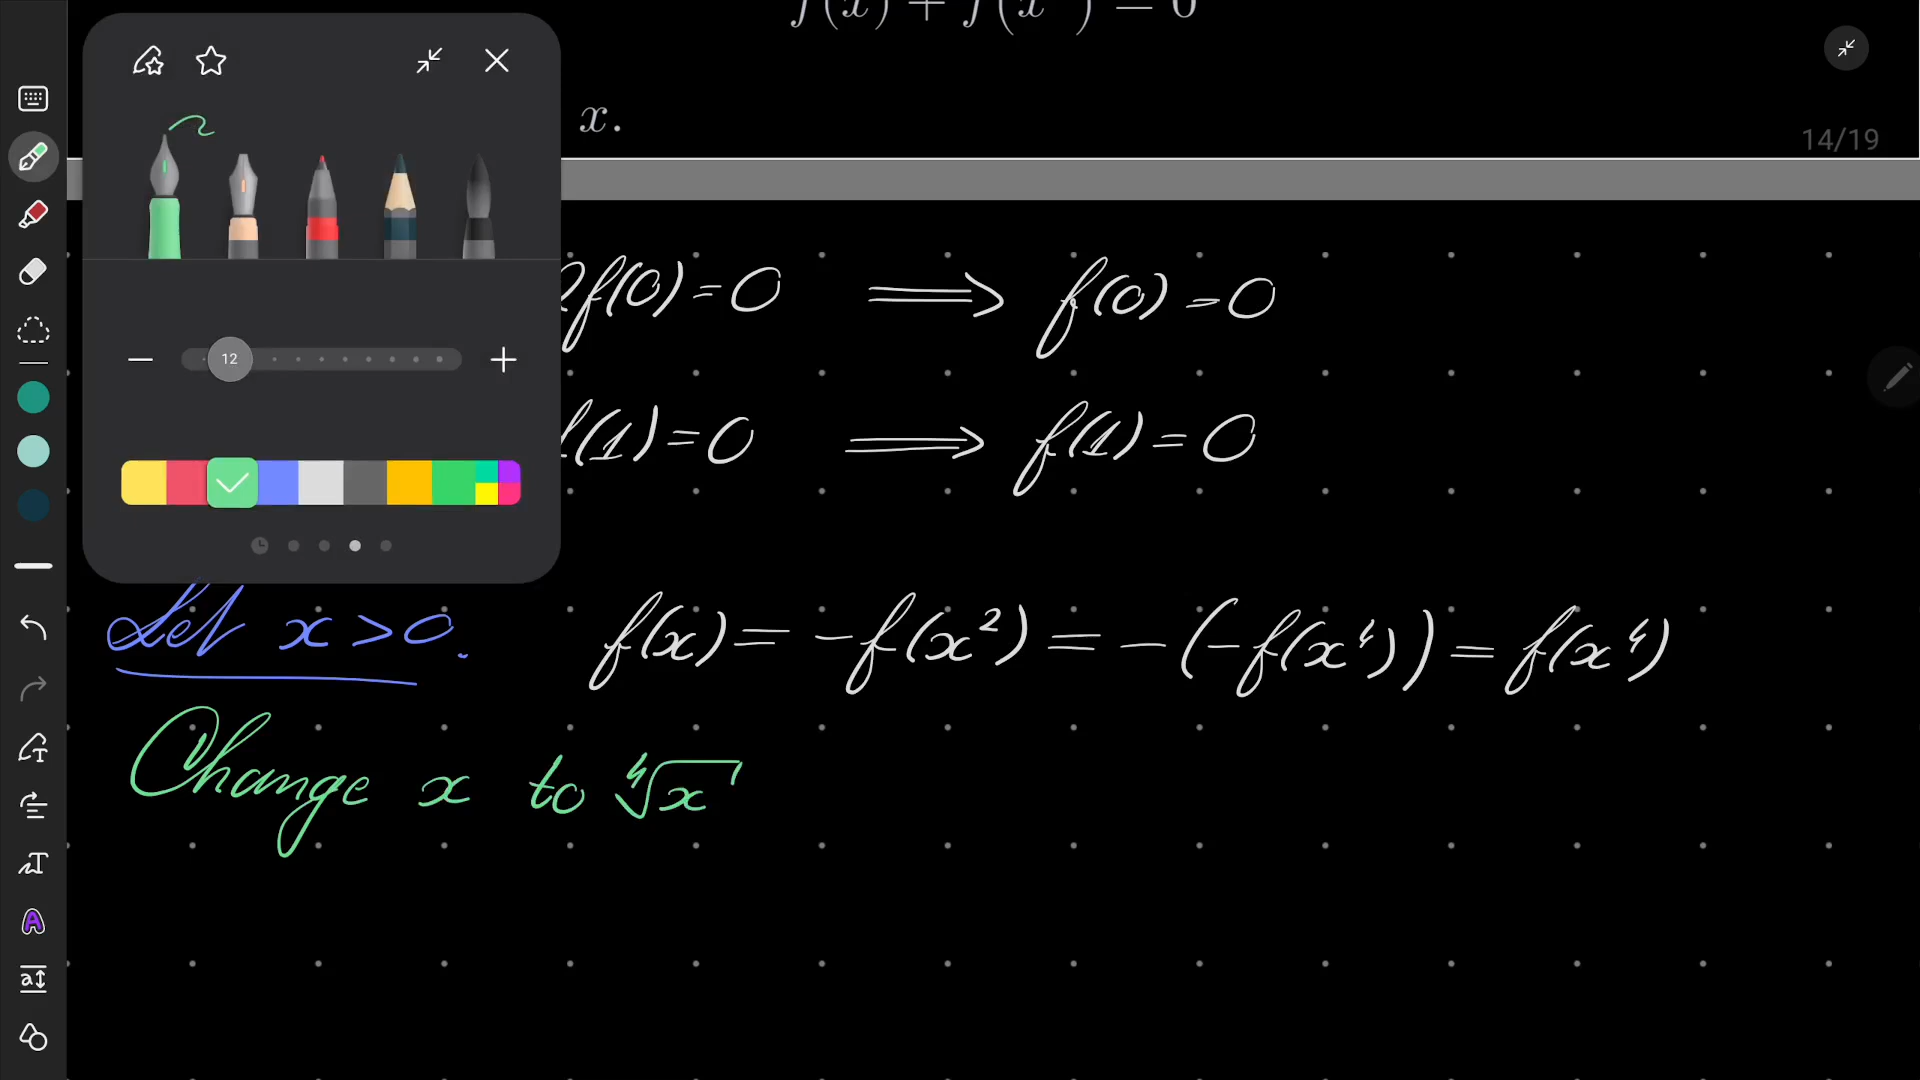 f(x) + f(x ) = 0
x.
14/19
2f(0) = 0 ⟹ f(0) = 0
12
f(1) = 0 ⟹ f(1) = 0
Let x > 0. f(x) = -f(x²) = -(-f(x⁴)) = f(x⁴)
Change x to ∜x